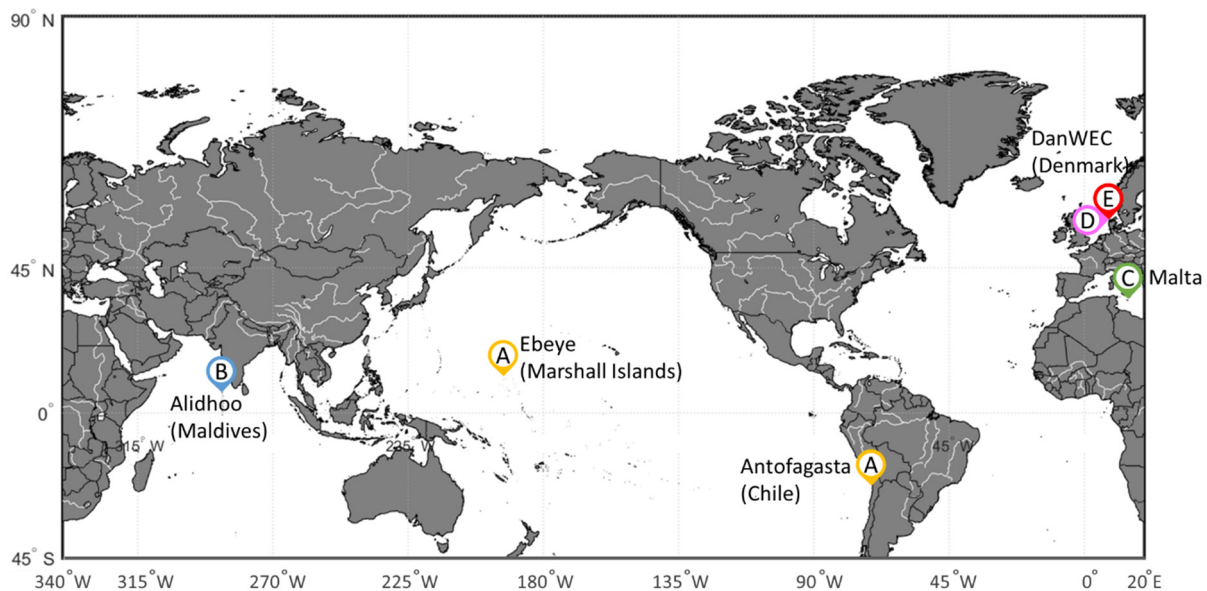 90° N
DanWEC
(Denmark)
E
D
45° N
C Malta
A Ebeye
(Marshall Islands)
B
Alidhoo
(Maldives)
0°
315° W
225° W
45° W
Antofagasta A
(Chile)
45° S
340°W 315°W 270°W 225°W 180°W 135°W 90°W 45°W 0° 20°E